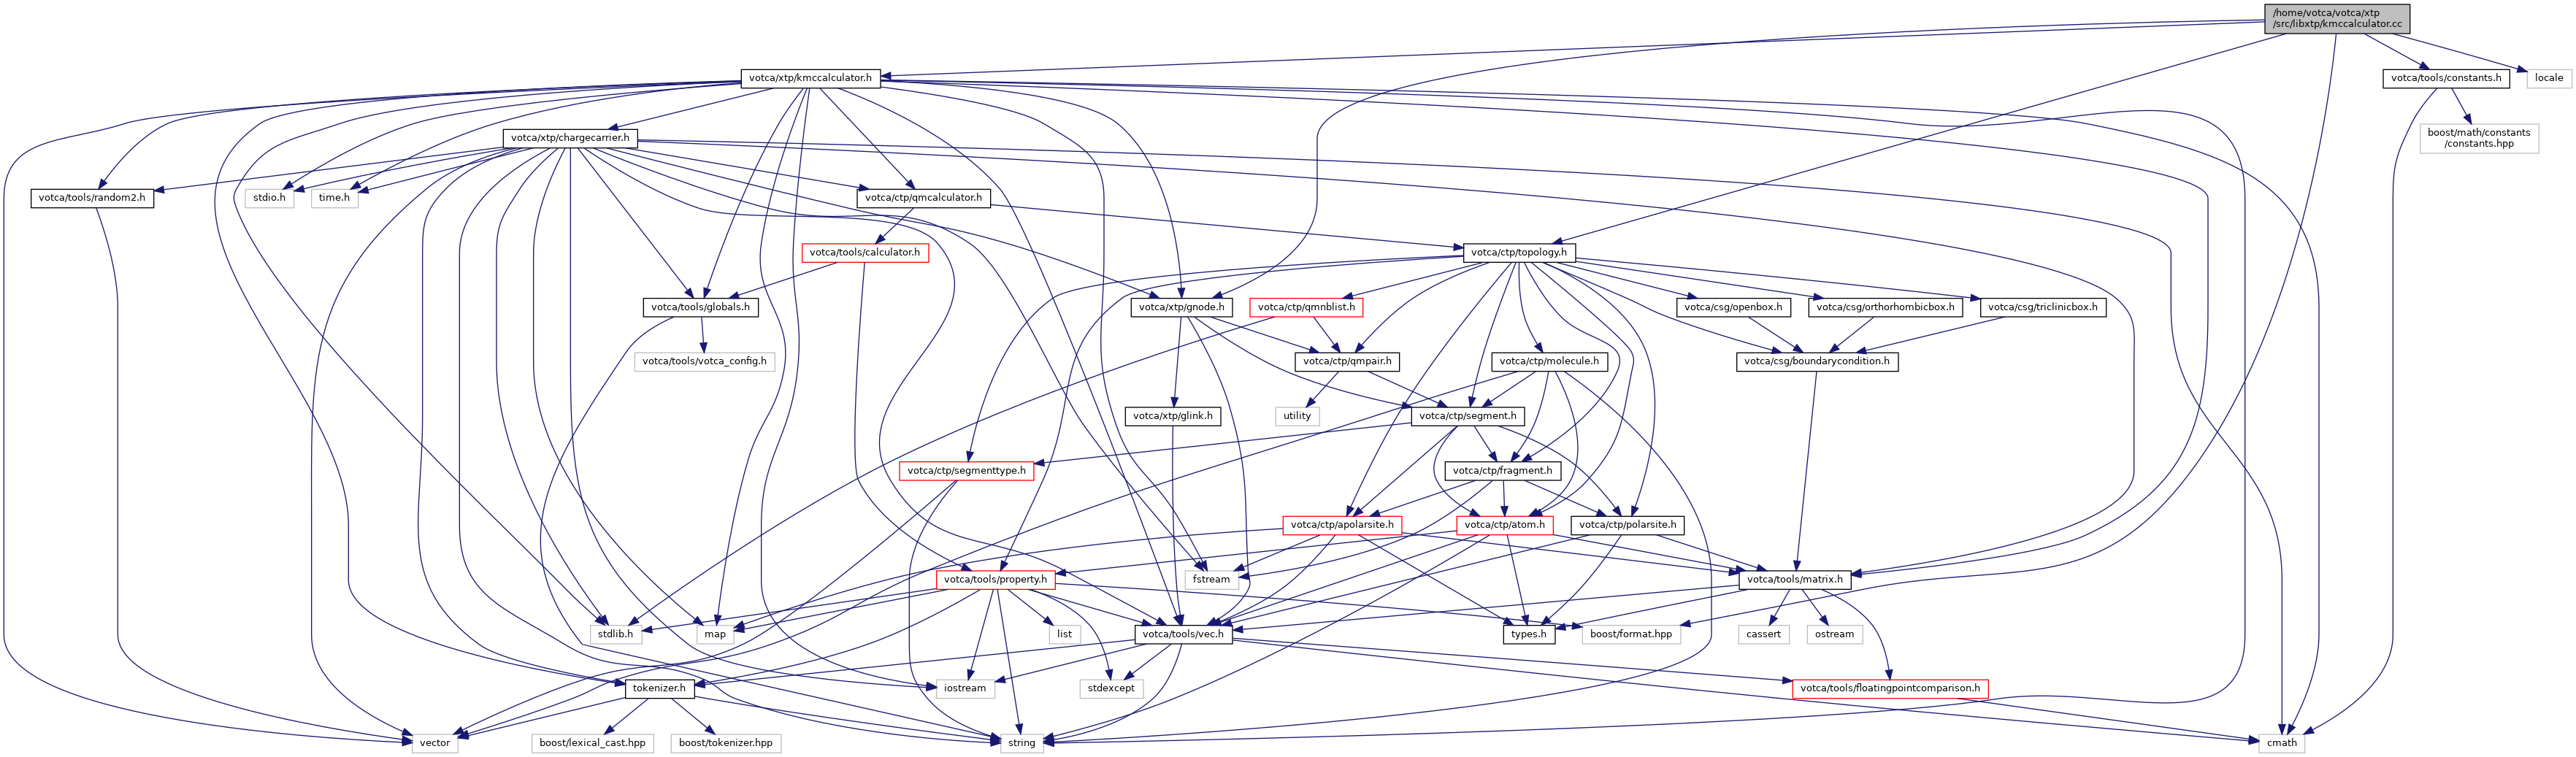 /home/votca/votca/xtp
/src/libxtp/kmccalculator.cc
votca/xtp/kmccalculator.h
votca/tools/constants.h
locale
votca/xtp/chargecarrier.h
boost/math/constants
/constants.hpp
votca/tools/random2.h
stdio.h
time.h
votca/ctp/qmcalculator.h
votca/tools/calculator.h
votca/ctp/topology.h
votca/tools/globals.h
votca/xtp/gnode.h
votca/ctp/qmnblist.h
votca/csg/openbox.h
votca/csg/orthorhombicbox.h
votca/csg/triclinicbox.h
votca/tools/votca_config.h
votca/ctp/qmpair.h
votca/ctp/molecule.h
votca/csg/boundarycondition.h
votca/xtp/glink.h
utility
votca/ctp/segment.h
votca/ctp/segmenttype.h
votca/ctp/fragment.h
votca/ctp/apolarsite.h
votca/ctp/atom.h
votca/ctp/polarsite.h
votca/tools/property.h
fstream
votca/tools/matrix.h
stdlib.h
map
list
votca/tools/vec.h
types.h
boost/format.hpp
cassert
ostream
tokenizer.h
iostream
stdexcept
votca/tools/floatingpointcomparison.h
vector
boost/lexical_cast.hpp
boost/tokenizer.hpp
string
cmath